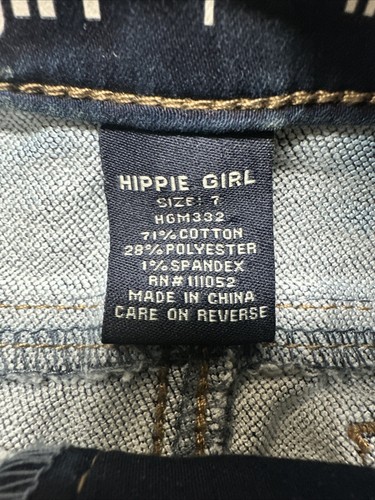 HIPPIE GIRL
SIZE: 7
HGM332
71% COTTON
28% POLYESTER
1% SPANDEX
RN# 111052
MADE IN CHINA
CARE ON REVERSE